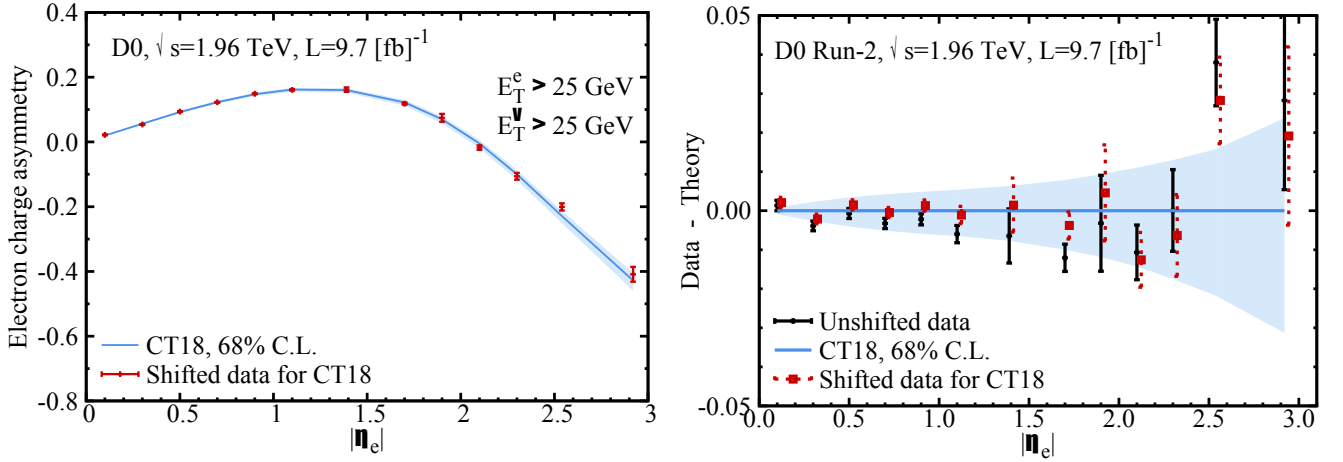 D0, √ s=1.96 TeV, L=9.7 [fb]-1
E_T^e > 25 GeV
E_T^ν > 25 GeV
Electron charge asymmetry
0.4
0.2
0.0
-0.2
-0.4
-0.6
-0.8
CT18, 68% C.L.
Shifted data for CT18
0 0.5 1 1.5 2 2.5 3
|η_e|
D0 Run-2, √ s=1.96 TeV, L=9.7 [fb]-1
Data - Theory
0.05
0.00
-0.05
Unshifted data
CT18, 68% C.L.
Shifted data for CT18
0.0 0.5 1.0 1.5 2.0 2.5 3.0
|η_e|